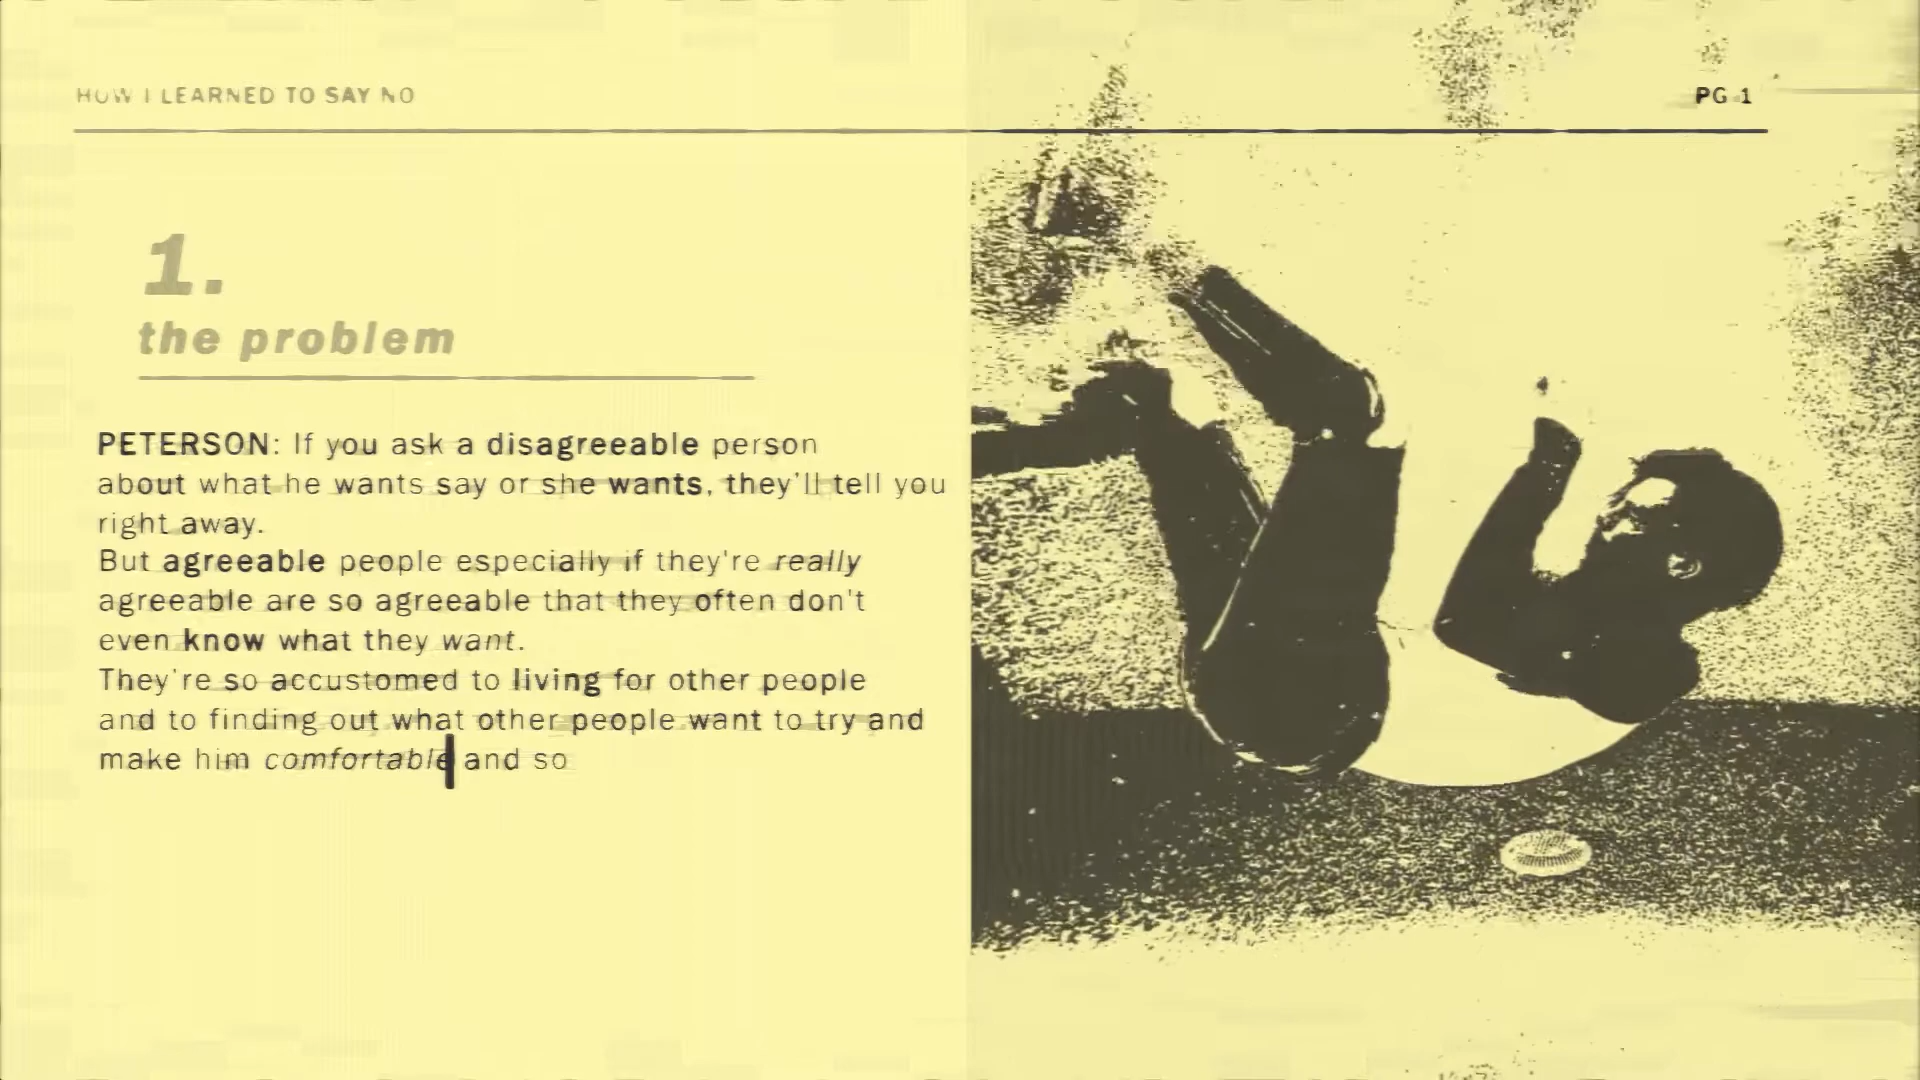 HOW I LEARNED TO SAY NO
PG 1
1.
the problem
PETERSON: If you ask a disagreeable person
about what he wants say or she wants, they'll tell you
right away.
But agreeable people especially if they're really
agreeable are so agreeable that they often don't
even know what they want.
They're so accustomed to living for other people
and to finding out what other people want to try and
make him comfortable and so